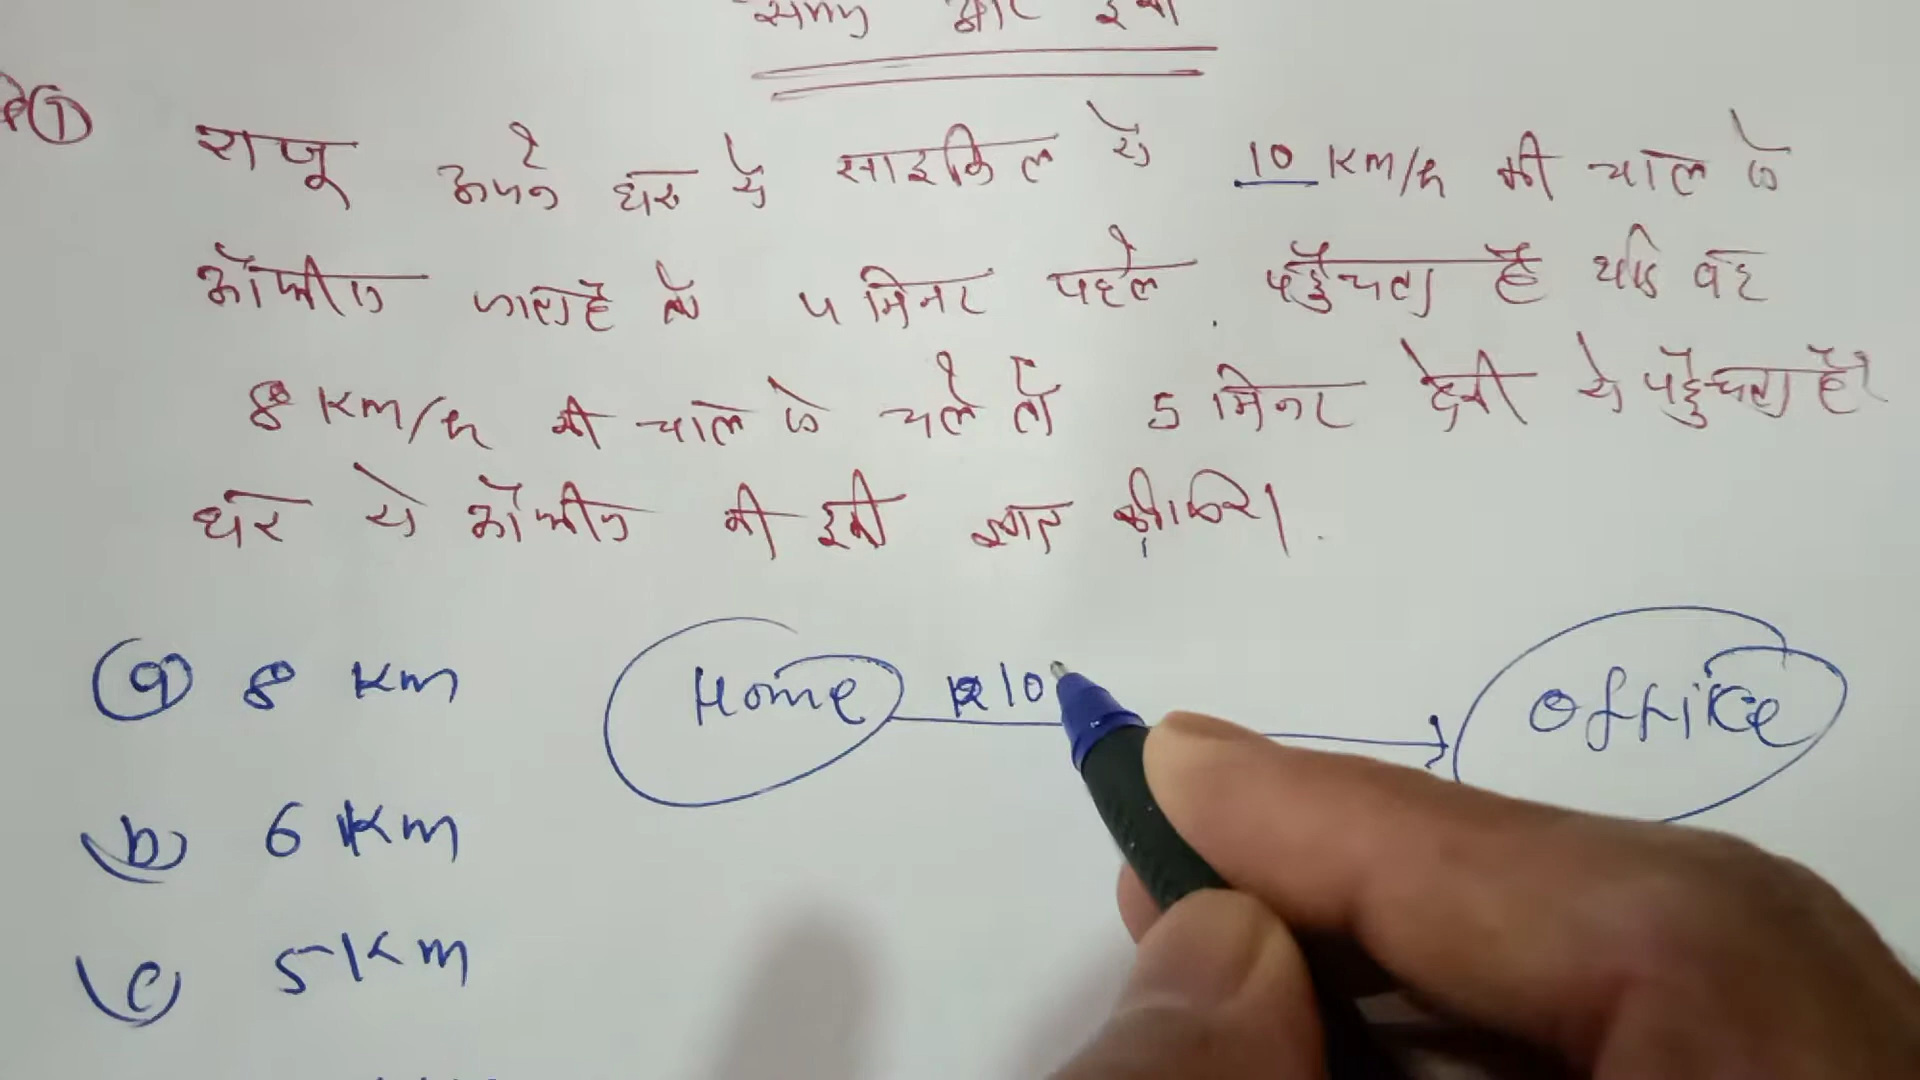 समय और दूरी
①
राजू अपने घर से साइकिल से 10 Km/h की चाल से
ऑफीस जाता है तो 4 मिनट पहले पहुँचता है यदि वह
8 Km/h की चाल से चले तो 5 मिनट देरी से पहुँचता है।
घर से ऑफीस की दूरी ज्ञात कीजिए।
(a) 8 Km
Home 10 Office
(b) 6 Km
(c) 5 Km